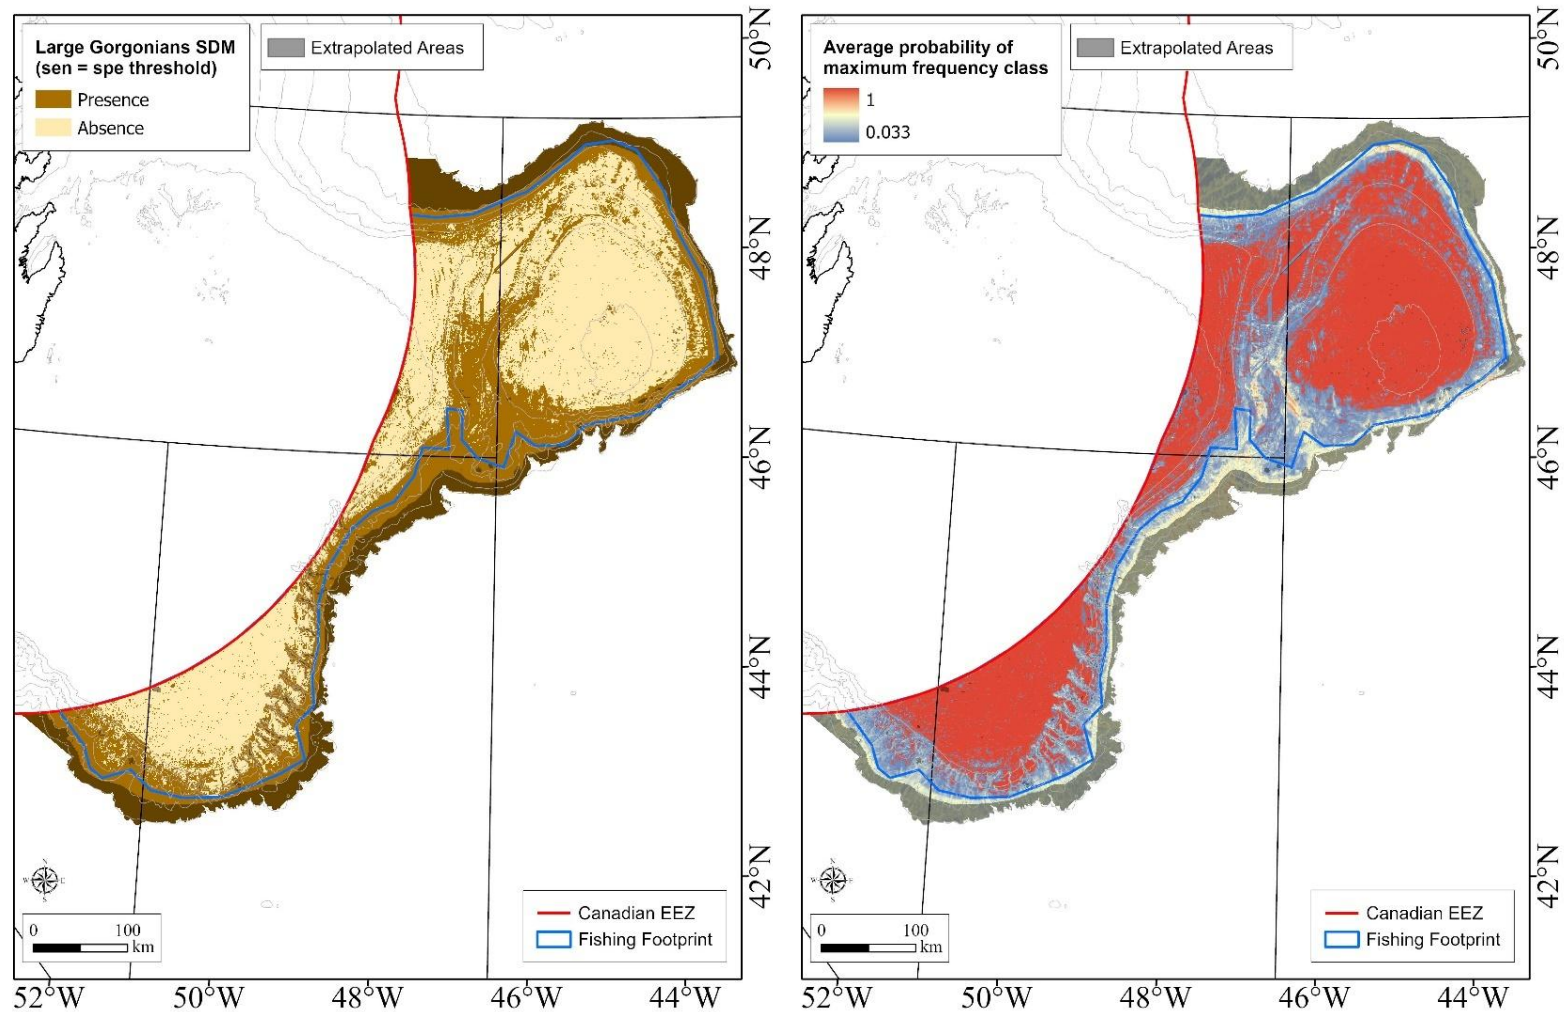 Large Gorgonians SDM
(sen = spe threshold)
Presence
Absence
Extrapolated Areas
50°N
48°N
46°N
44°N
42°N
N
W
E
S
0 100
km
Canadian EEZ
Fishing Footprint
52°W 50°W 48°W 46°W 44°W
Average probability of
maximum frequency class
1
0.033
Extrapolated Areas
50°N
48°N
46°N
44°N
42°N
N
W
E
S
0 100
km
Canadian EEZ
Fishing Footprint
52°W 50°W 48°W 46°W 44°W